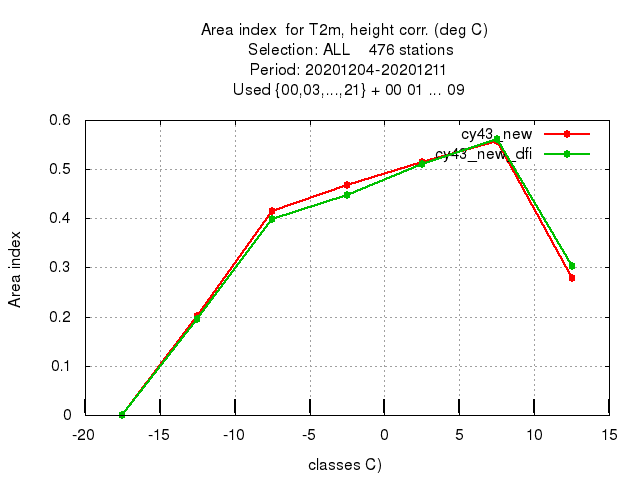 Area index  for T2m, height corr. (deg C)
Selection: ALL    476 stations
Period: 20201204-20201211
Used {00,03,...,21} + 00 01 ... 09
cy43_new
cy43_new_dfi
0.6
0.5
0.4
0.3
0.2
0.1
0
Area index
-20 -15 -10 -5 0 5 10 15
classes C)